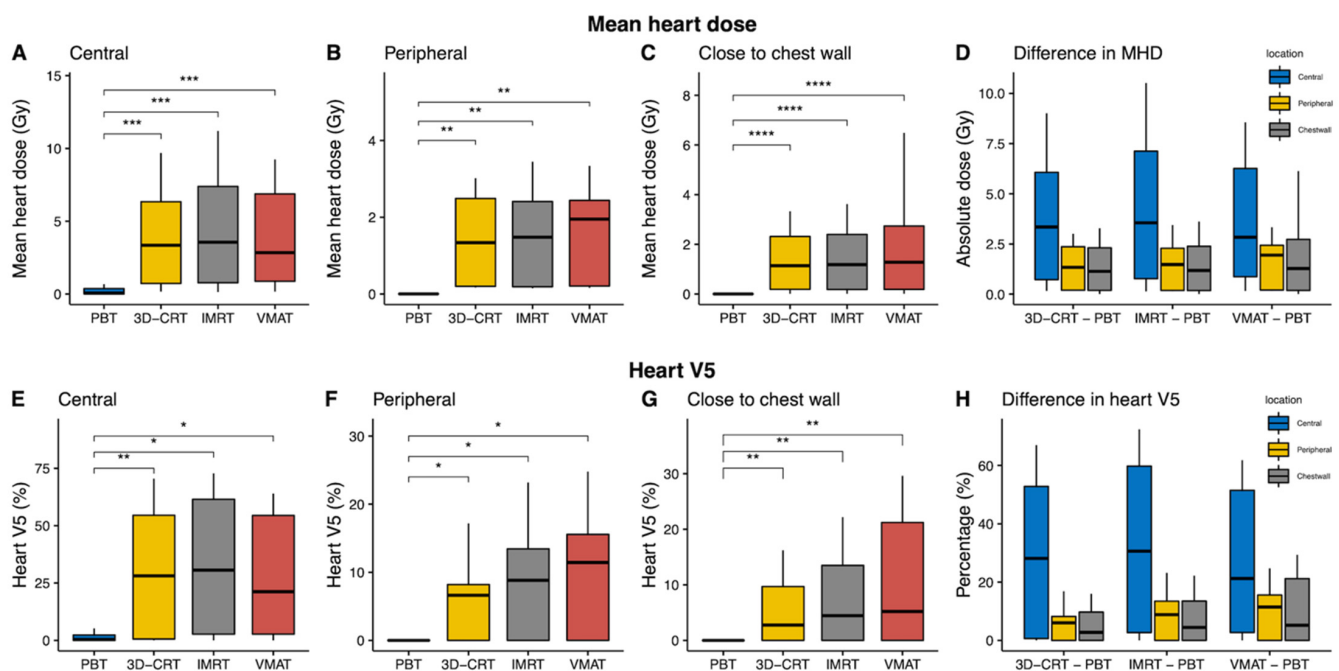 Mean heart dose
A Central
Mean heart dose (Gy)
15
10
5
0
***
***
***
PBT 3D–CRT IMRT VMAT
B Peripheral
Mean heart dose (Gy)
4
2
0
**
**
**
PBT 3D–CRT IMRT VMAT
C Close to chest wall
Mean heart dose (Gy)
8
6
4
2
0
****
****
****
PBT 3D–CRT IMRT VMAT
D Difference in MHD
Absolute dose (Gy)
10.0
7.5
5.0
2.5
0.0
location
Central
Peripheral
Chestwall
3D–CRT – PBT IMRT – PBT VMAT – PBT
Heart V5
E Central
Heart V5 (%)
75
50
25
0
*
*
**
PBT 3D–CRT IMRT VMAT
F Peripheral
Heart V5 (%)
30
20
10
0
*
*
*
PBT 3D–CRT IMRT VMAT
G Close to chest wall
Heart V5 (%)
30
20
10
0
**
**
**
PBT 3D–CRT IMRT VMAT
H Difference in heart V5
Percentage (%)
60
40
20
0
location
Central
Peripheral
Chestwall
3D–CRT – PBT IMRT – PBT VMAT – PBT